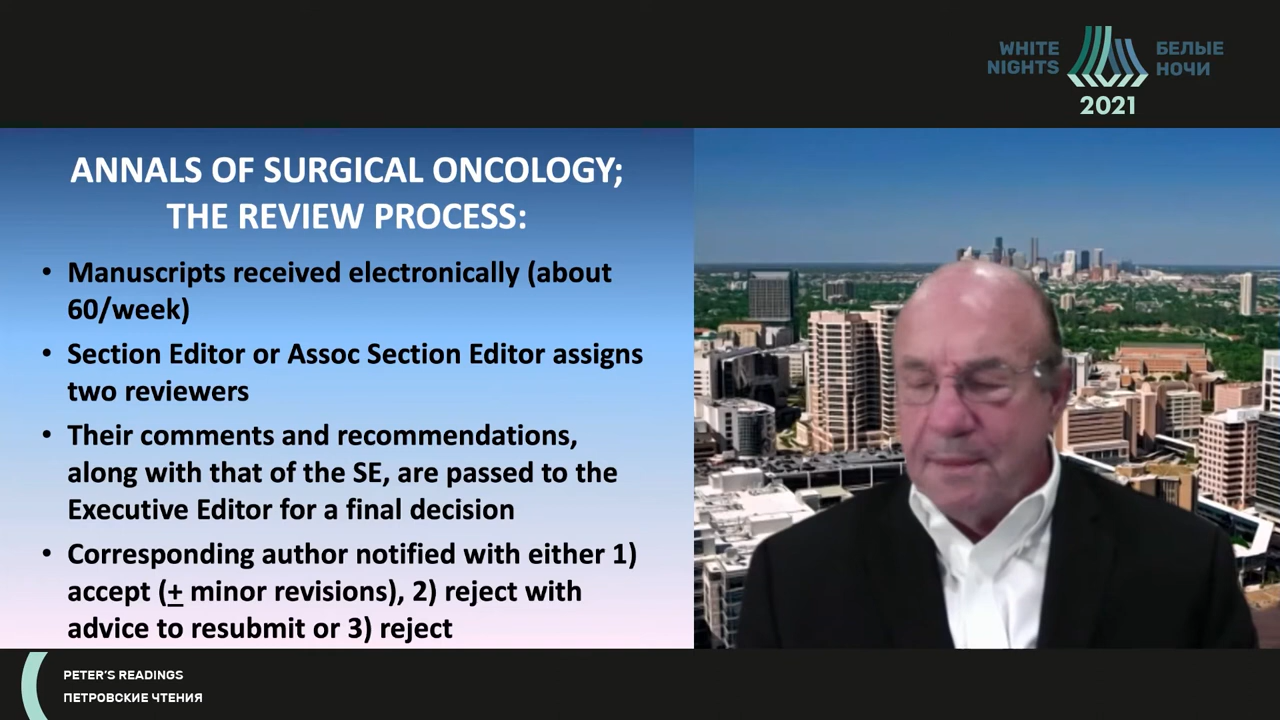 WHITE
NIGHTS
БЕЛЫЕ
НОЧИ
2021
ANNALS OF SURGICAL ONCOLOGY;
THE REVIEW PROCESS:
• Manuscripts received electronically (about
60/week)
• Section Editor or Assoc Section Editor assigns
two reviewers
• Their comments and recommendations,
along with that of the SE, are passed to the
Executive Editor for a final decision
• Corresponding author notified with either 1)
accept (± minor revisions), 2) reject with
advice to resubmit or 3) reject
PETER'S READINGS
ПЕТРОВСКИЕ ЧТЕНИЯ